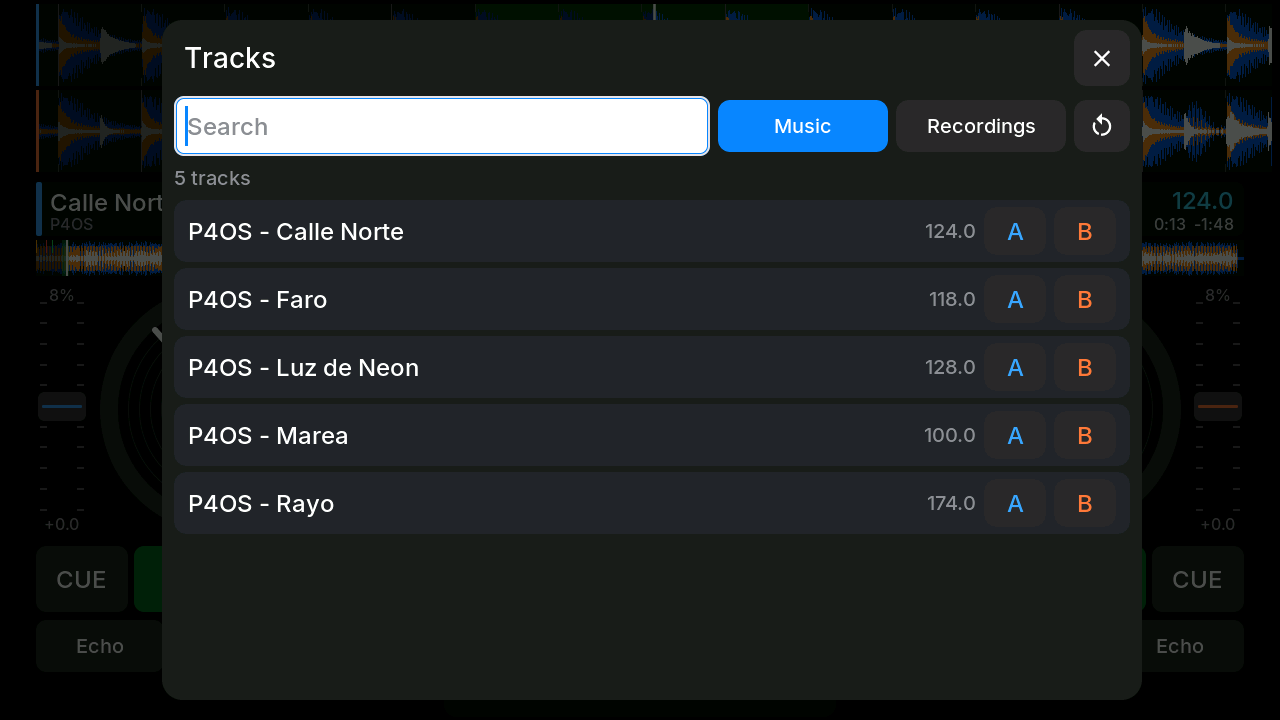 Tracks
Search
Music
Recordings
5 tracks
P4OS - Calle Norte 124.0 A B
P4OS - Faro 118.0 A B
P4OS - Luz de Neon 128.0 A B
P4OS - Marea 100.0 A B
P4OS - Rayo 174.0 A B
Calle Nort
P4OS
124.0
0:13 -1:48
8%
8%
+0.0
+0.0
CUE
CUE
Echo
Echo